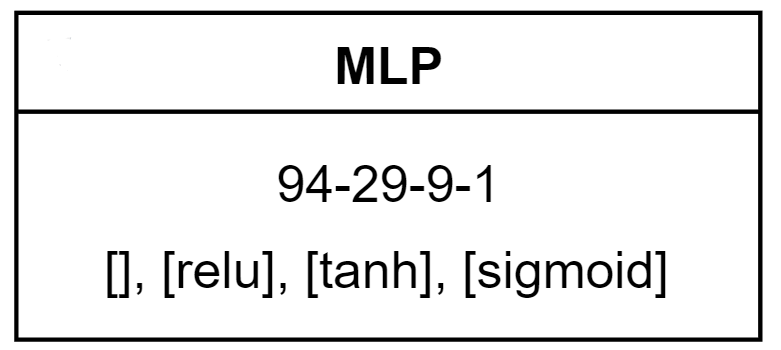 MLP
94-29-9-1
[], [relu], [tanh], [sigmoid]